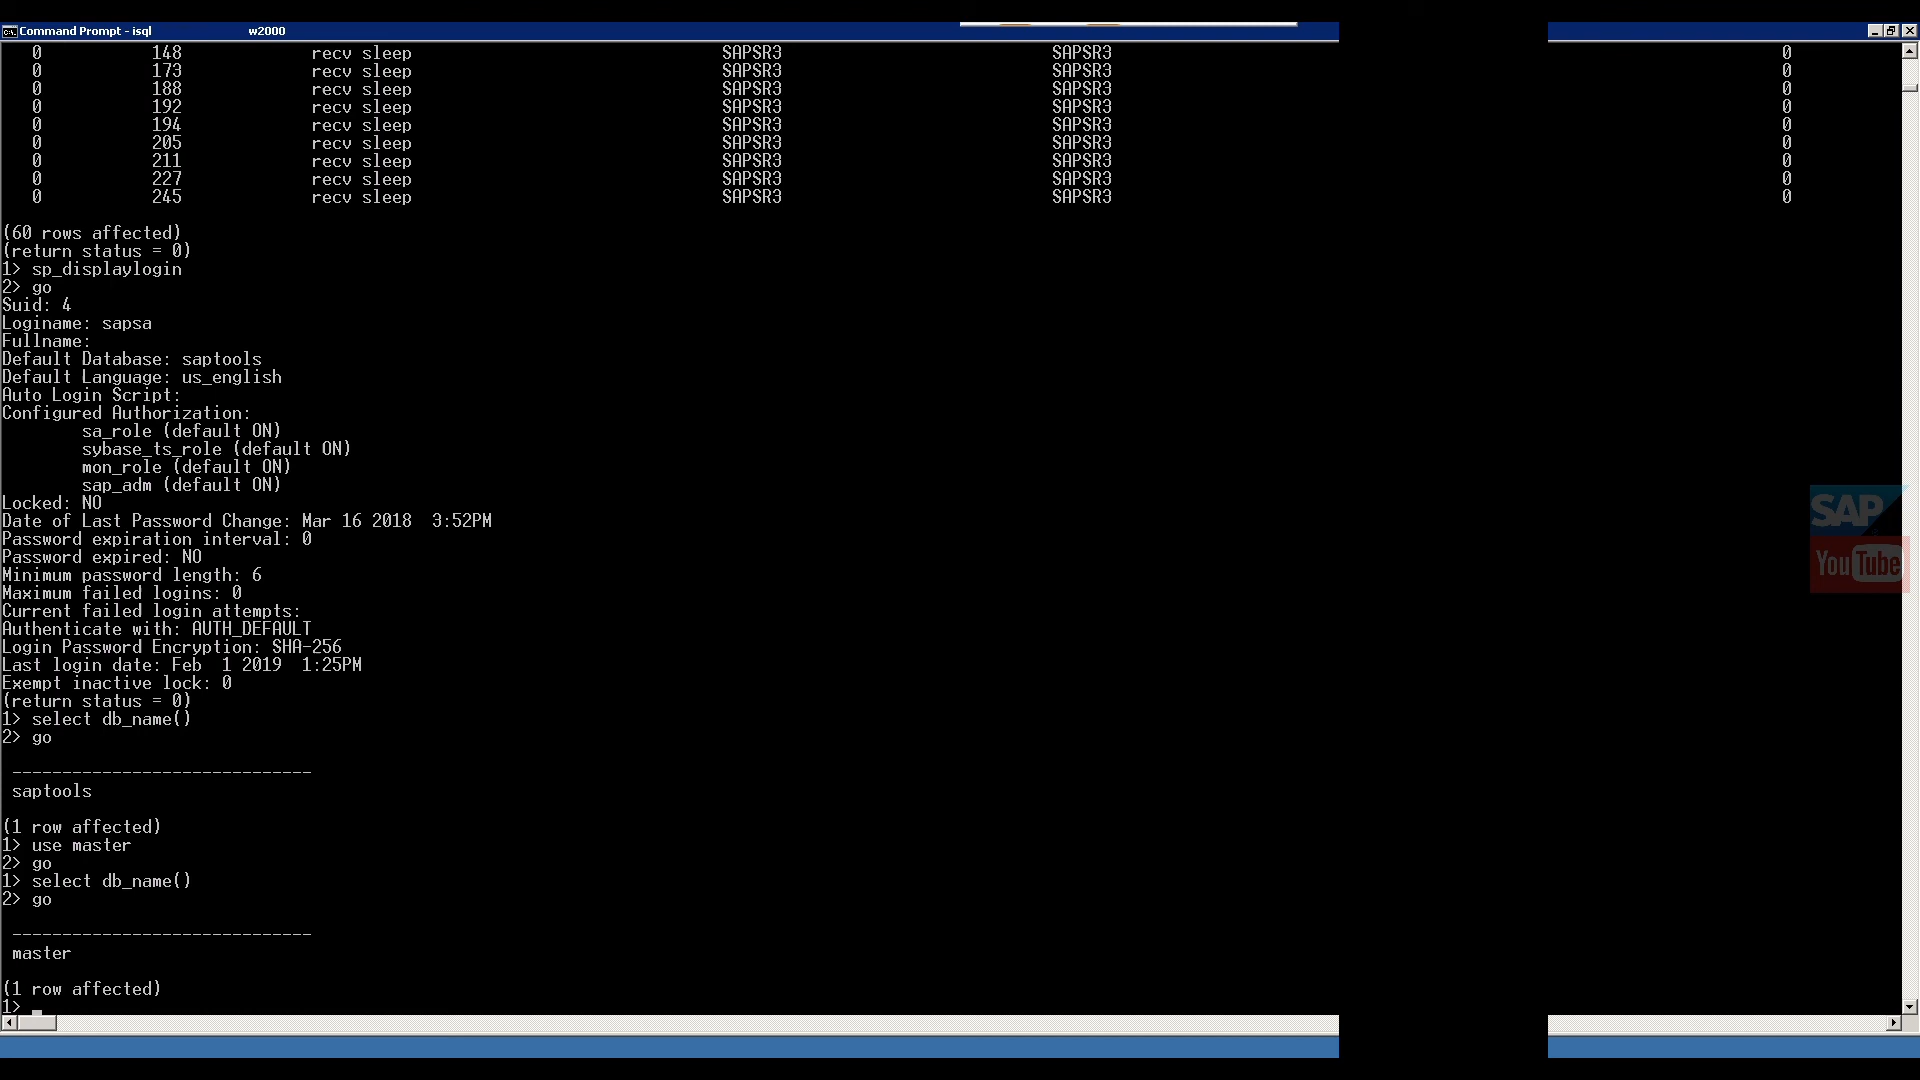 Command Prompt - isql w2000
0 148 recv sleep SAPSR3 SAPSR3 0
0 173 recv sleep SAPSR3 SAPSR3 0
0 188 recv sleep SAPSR3 SAPSR3 0
0 192 recv sleep SAPSR3 SAPSR3 0
0 194 recv sleep SAPSR3 SAPSR3 0
0 205 recv sleep SAPSR3 SAPSR3 0
0 211 recv sleep SAPSR3 SAPSR3 0
0 227 recv sleep SAPSR3 SAPSR3 0
0 245 recv sleep SAPSR3 SAPSR3 0
(60 rows affected)
(return status = 0)
1> sp_displaylogin
2> go
Suid: 4
Loginame: sapsa
Fullname:
Default Database: saptools
Default Language: us_english
Auto Login Script:
Configured Authorization:
sa_role (default ON)
sybase_ts_role (default ON)
mon_role (default ON)
sap_adm (default ON)
Locked: NO
Date of Last Password Change: Mar 16 2018  3:52PM
Password expiration interval: 0
Password expired: NO
Minimum password length: 6
Maximum failed logins: 0
Current failed login attempts:
Authenticate with: AUTH_DEFAULT
Login Password Encryption: SHA-256
Last login date: Feb  1 2019  1:25PM
Exempt inactive lock: 0
(return status = 0)
1> select db_name()
2> go
------------------------------
saptools
(1 row affected)
1> use master
2> go
1> select db_name()
2> go
------------------------------
master
(1 row affected)
1>
SAP
YouTube